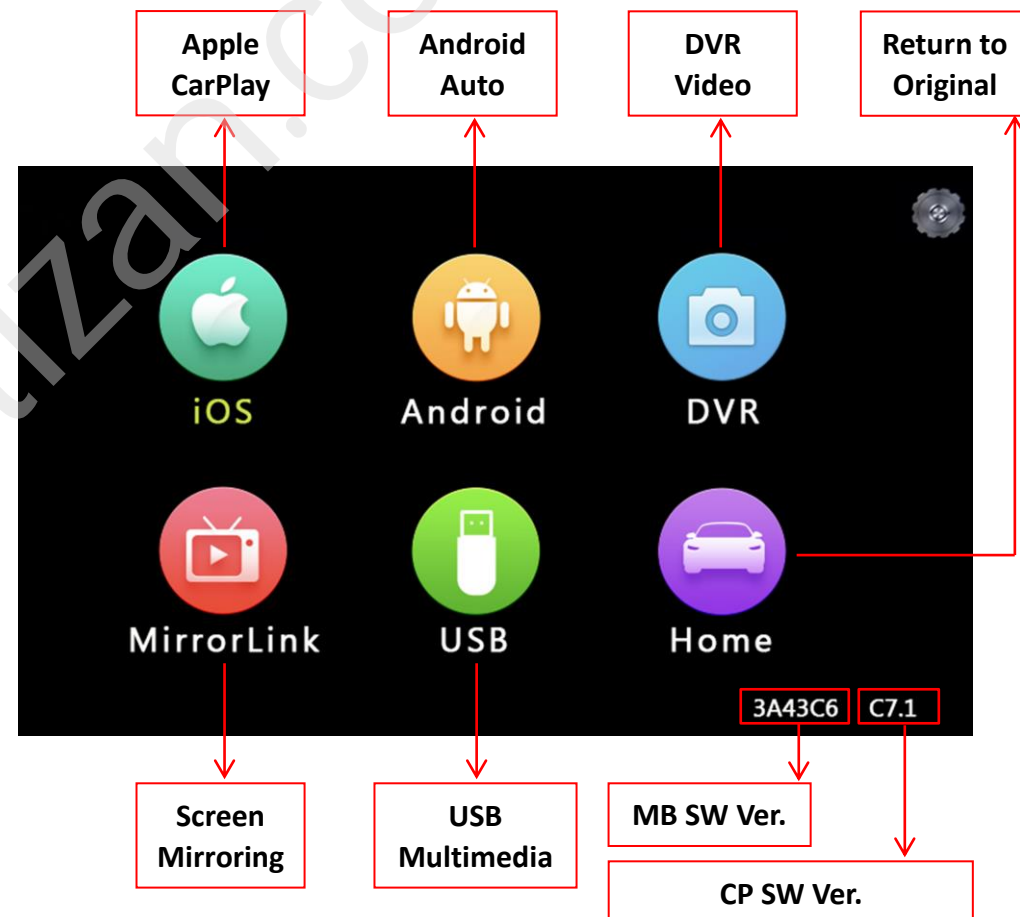 Apple
CarPlay
Android
Auto
DVR
Video
Return to
Original
iOS
Android
DVR
MirrorLink
USB
Home
3A43C6
C7.1
Screen
Mirroring
USB
Multimedia
MB SW Ver.
CP SW Ver.